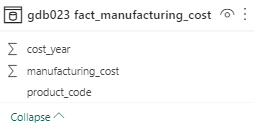 gdb023 fact_manufacturing_cost
cost_year
manufacturing_cost
product_code
Collapse